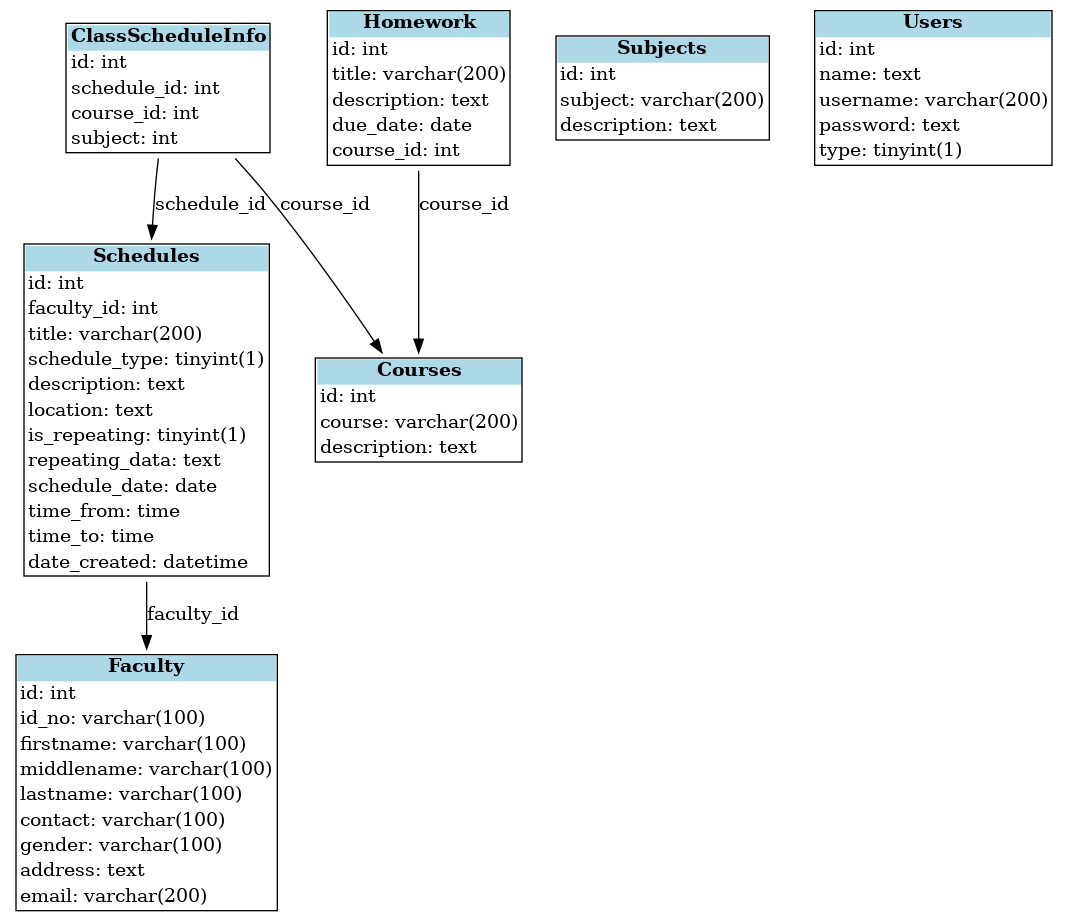 ClassScheduleInfo
id: int
schedule_id: int
course_id: int
subject: int
Homework
id: int
title: varchar(200)
description: text
due_date: date
course_id: int
Subjects
id: int
subject: varchar(200)
description: text
Users
id: int
name: text
username: varchar(200)
password: text
type: tinyint(1)
schedule_id
course_id
course_id
Schedules
id: int
faculty_id: int
title: varchar(200)
schedule_type: tinyint(1)
description: text
location: text
is_repeating: tinyint(1)
repeating_data: text
schedule_date: date
time_from: time
time_to: time
date_created: datetime
Courses
id: int
course: varchar(200)
description: text
faculty_id
Faculty
id: int
id_no: varchar(100)
firstname: varchar(100)
middlename: varchar(100)
lastname: varchar(100)
contact: varchar(100)
gender: varchar(100)
address: text
email: varchar(200)